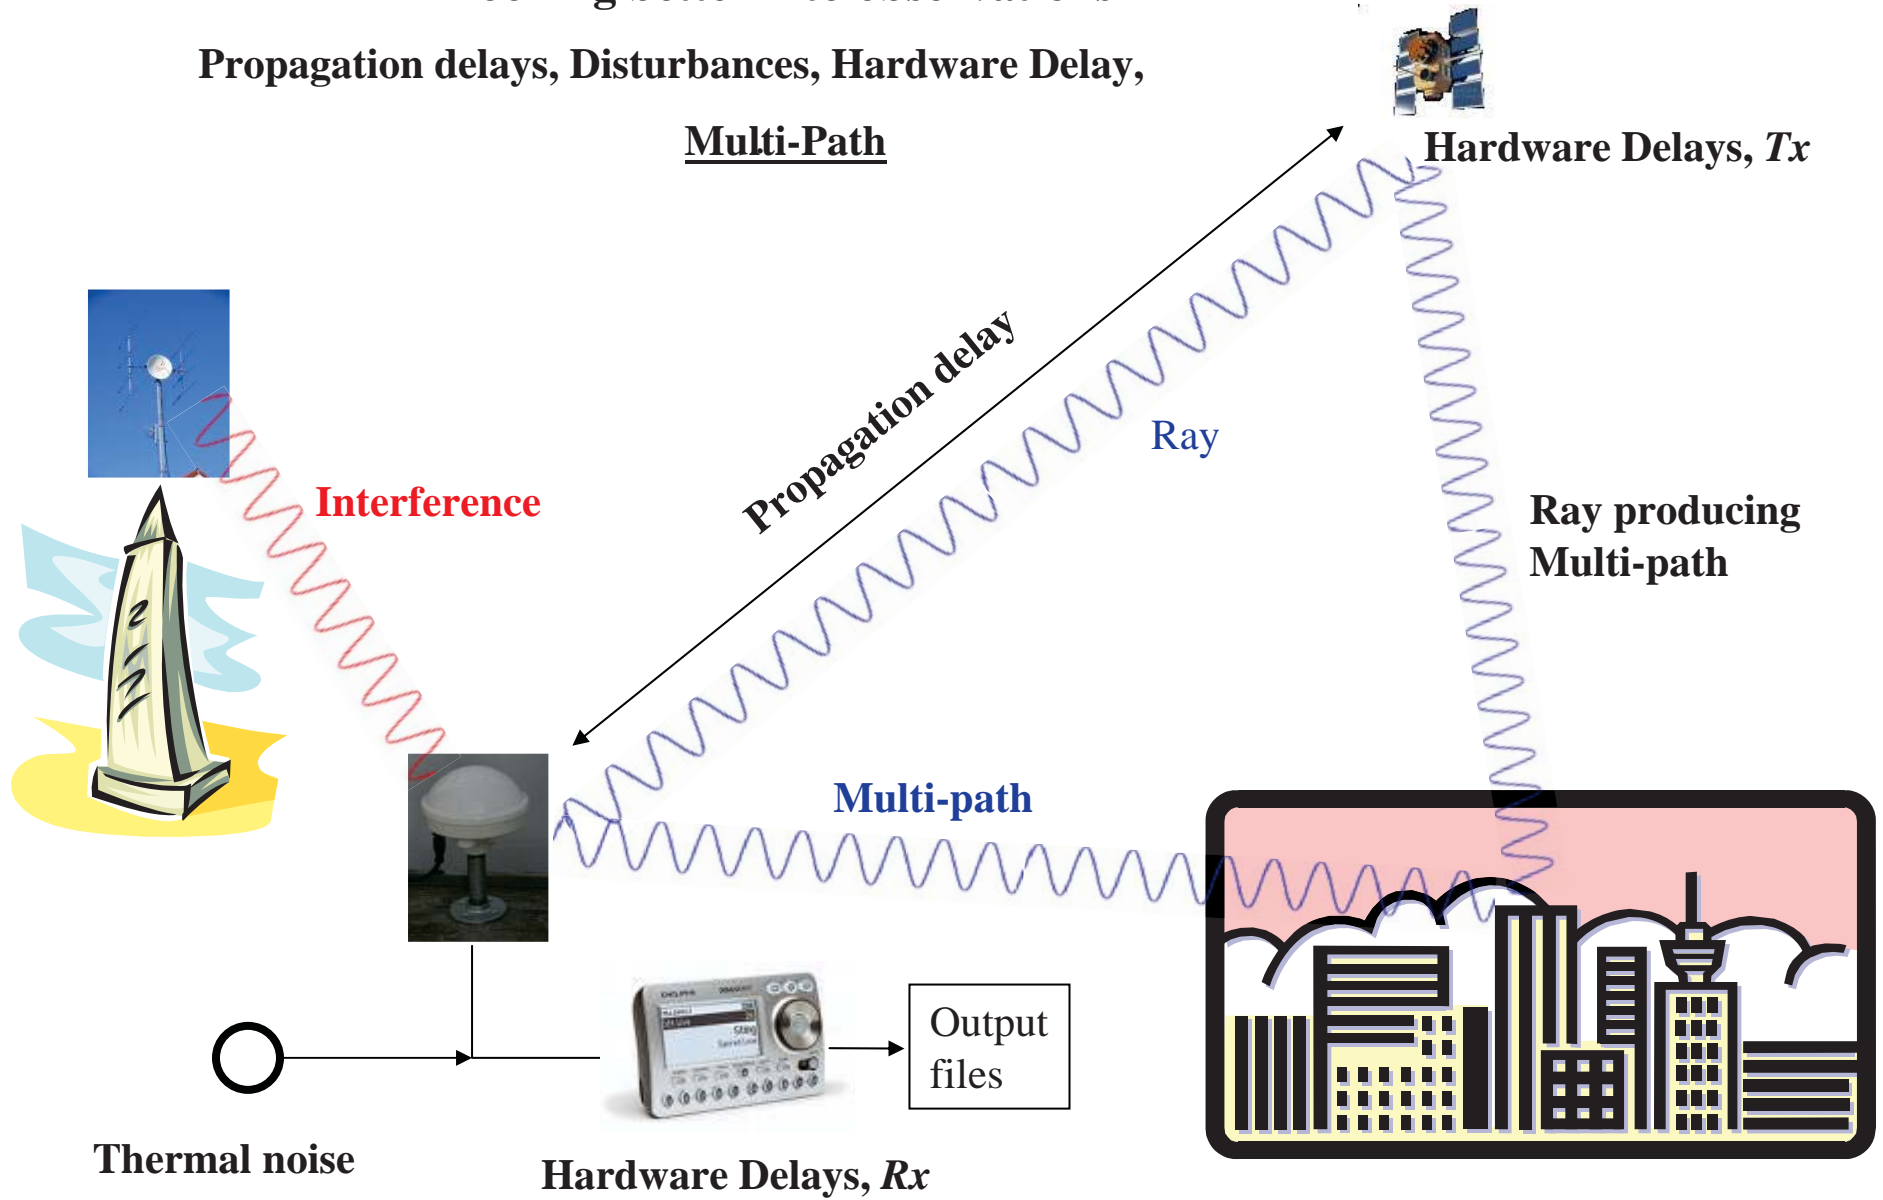 Propagation delays, Disturbances, Hardware Delay,
Multi-Path
Hardware Delays, Tx
Propagation delay
Ray
Interference
Ray producing
Multi-path
Multi-path
Output
files
Thermal noise
Hardware Delays, Rx